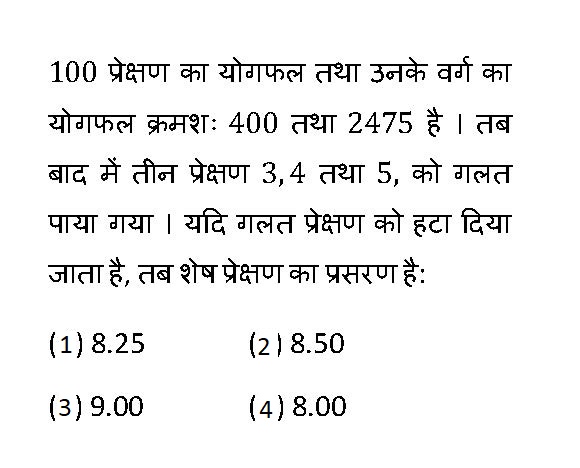 100 प्रेक्षण का योगफल तथा उनके वर्ग का
योगफल क्रमशः 400 तथा 2475 है । तब
बाद में तीन प्रेक्षण 3, 4 तथा 5, को गलत
पाया गया । यदि गलत प्रेक्षण को हटा दिया
जाता है, तब शेष प्रेक्षण का प्रसरण है:
(1) 8.25 (2) 8.50
(3) 9.00 (4) 8.00